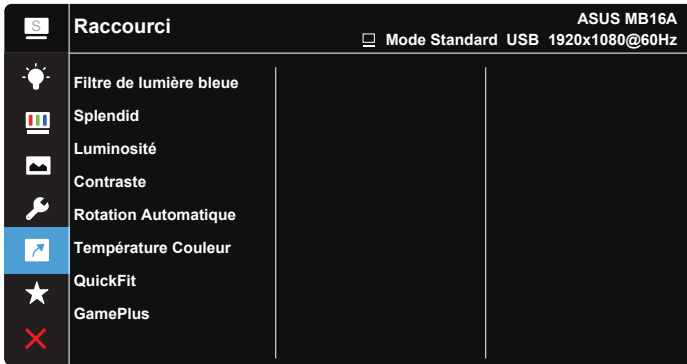 S
Raccourci
ASUS MB16A
Mode Standard USB 1920x1080@60Hz
Filtre de lumière bleue
Splendid
Luminosité
Contraste
Rotation Automatique
Température Couleur
QuickFit
GamePlus